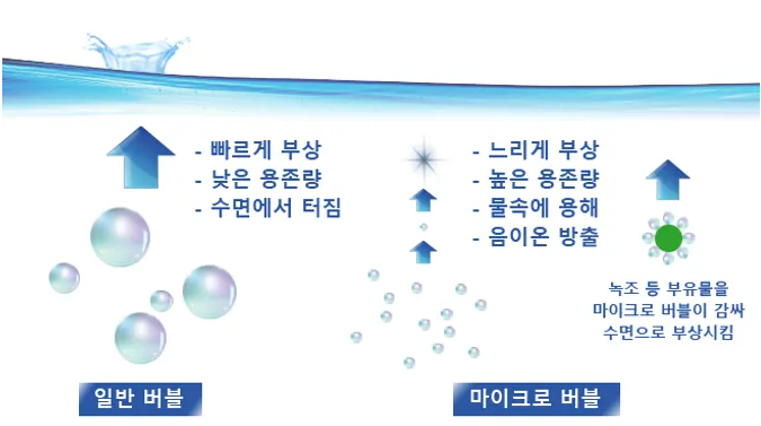 - 빠르게 부상
- 낮은 용존량
- 수면에서 터짐
일반 버블
- 느리게 부상
- 높은 용존량
- 물속에 용해
- 음이온 방출
녹조 등 부유물을
마이크로 버블이 감싸
수면으로 부상시킴
마이크로 버블